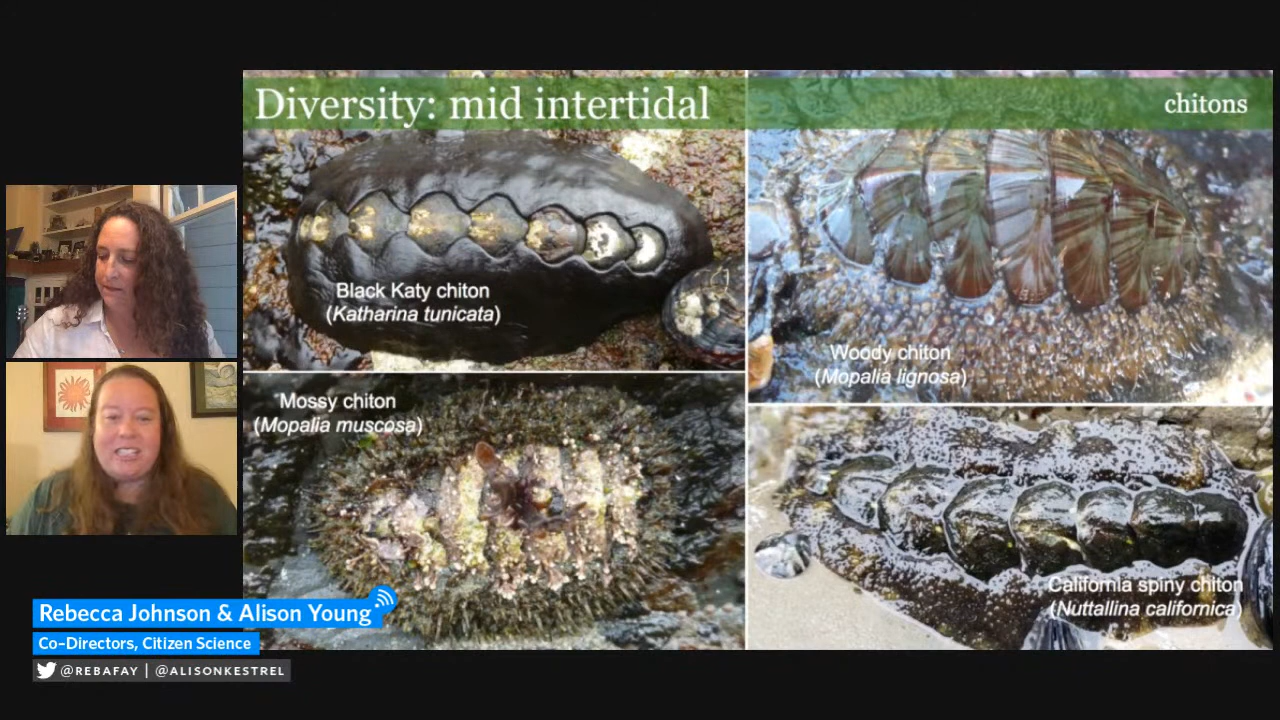 Diversity: mid intertidal
chitons
Black Katy chiton
(Katharina tunicata)
Woody chiton
(Mopalia lignosa)
Mossy chiton
(Mopalia muscosa)
California spiny chiton
(Nuttallina californica)
Rebecca Johnson & Alison Young
Co-Directors, Citizen Science
@REBAFAY | @ALISONKESTREL